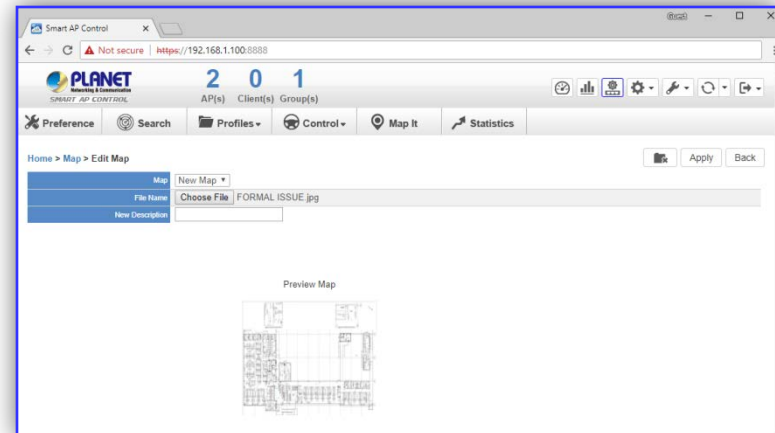 Smart AP Control
Guest
Not secure | https://192.168.1.100:8888
PLANET
Networking & Communication
SMART AP CONTROL
2 0 1
AP(s) Client(s) Group(s)
Preference Search Profiles Control Map It Statistics
Home > Map > Edit Map
Apply Back
Map New Map
File Name Choose File FORMAL ISSUE.jpg
New Description
Preview Map